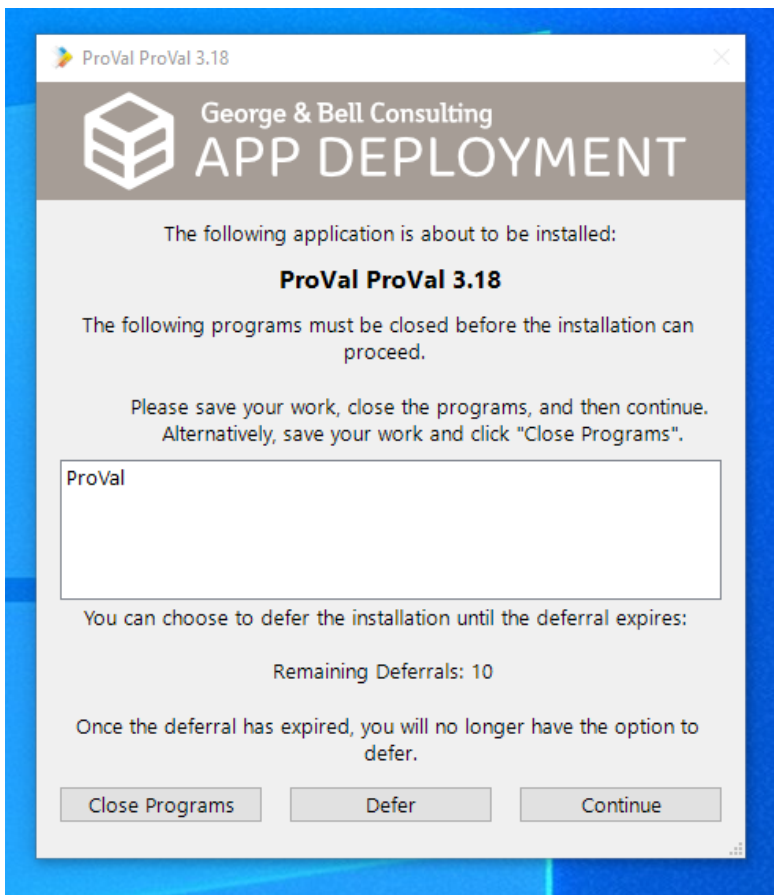 ProVal ProVal 3.18
George & Bell Consulting
APP DEPLOYMENT
The following application is about to be installed:
ProVal ProVal 3.18
The following programs must be closed before the installation can
proceed.
Please save your work, close the programs, and then continue.
Alternatively, save your work and click "Close Programs".
ProVal
You can choose to defer the installation until the deferral expires:
Remaining Deferrals: 10
Once the deferral has expired, you will no longer have the option to
defer.
Close Programs
Defer
Continue